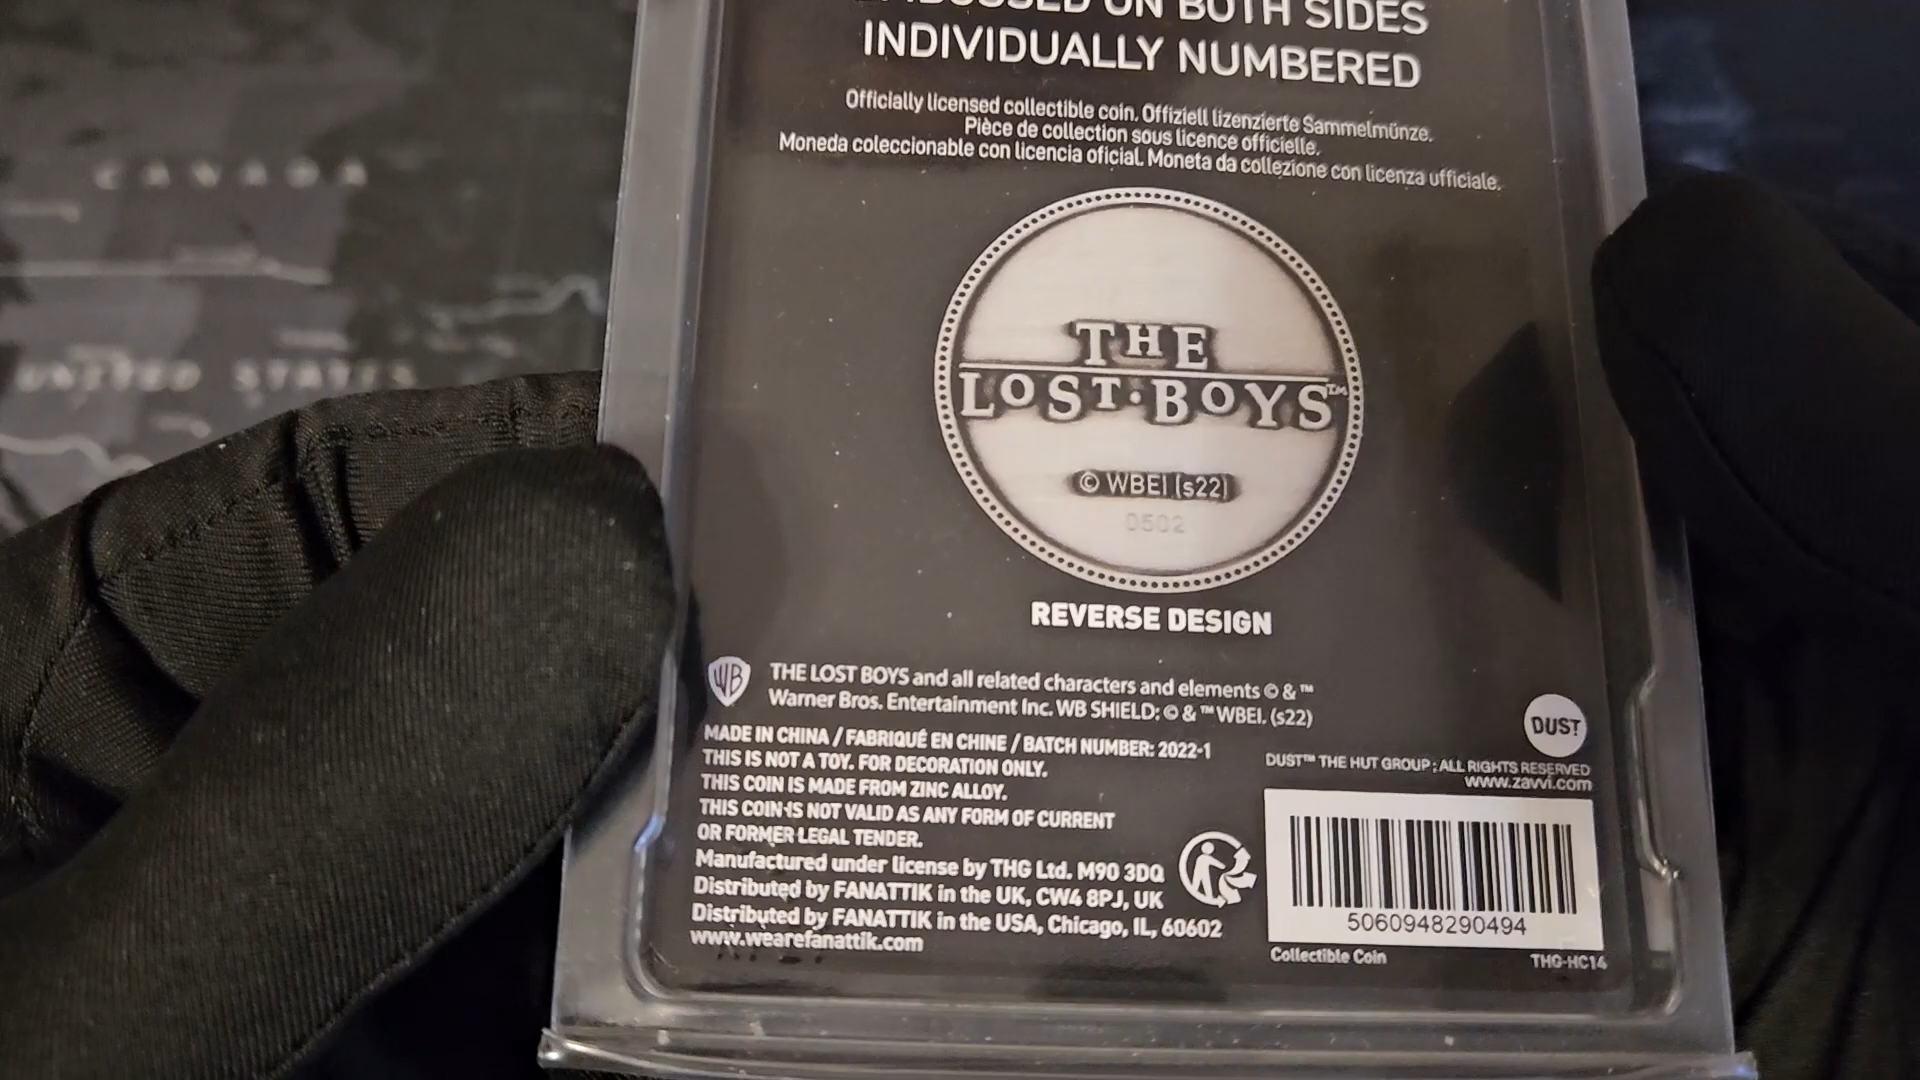 CANADA
UNITED STATES
EMBOSSED ON BOTH SIDES
INDIVIDUALLY NUMBERED
Officially licensed collectible coin. Offiziell lizenzierte Sammelmünze.
Pièce de collection sous licence officielle.
Moneda coleccionable con licencia oficial. Moneta da collezione con licenza ufficiale.
THE
LOST·BOYS™
© WBEI (s22)
0502
REVERSE DESIGN
WB
THE LOST BOYS and all related characters and elements © & ™
Warner Bros. Entertainment Inc. WB SHIELD: © & ™ WBEI. (s22)
MADE IN CHINA / FABRIQUÉ EN CHINE / BATCH NUMBER: 2022-1
THIS IS NOT A TOY. FOR DECORATION ONLY.
THIS COIN IS MADE FROM ZINC ALLOY.
THIS COIN IS NOT VALID AS ANY FORM OF CURRENT
OR FORMER LEGAL TENDER.
Manufactured under license by THG Ltd. M90 3DQ
Distributed by FANATTIK in the UK, CW4 8PJ, UK
Distributed by FANATTIK in the USA, Chicago, IL, 60602
www.wearefanattik.com
DUST
DUST™ THE HUT GROUP ; ALL RIGHTS RESERVED
www.zavvi.com
5060948290494
Collectible Coin
THG-HC14